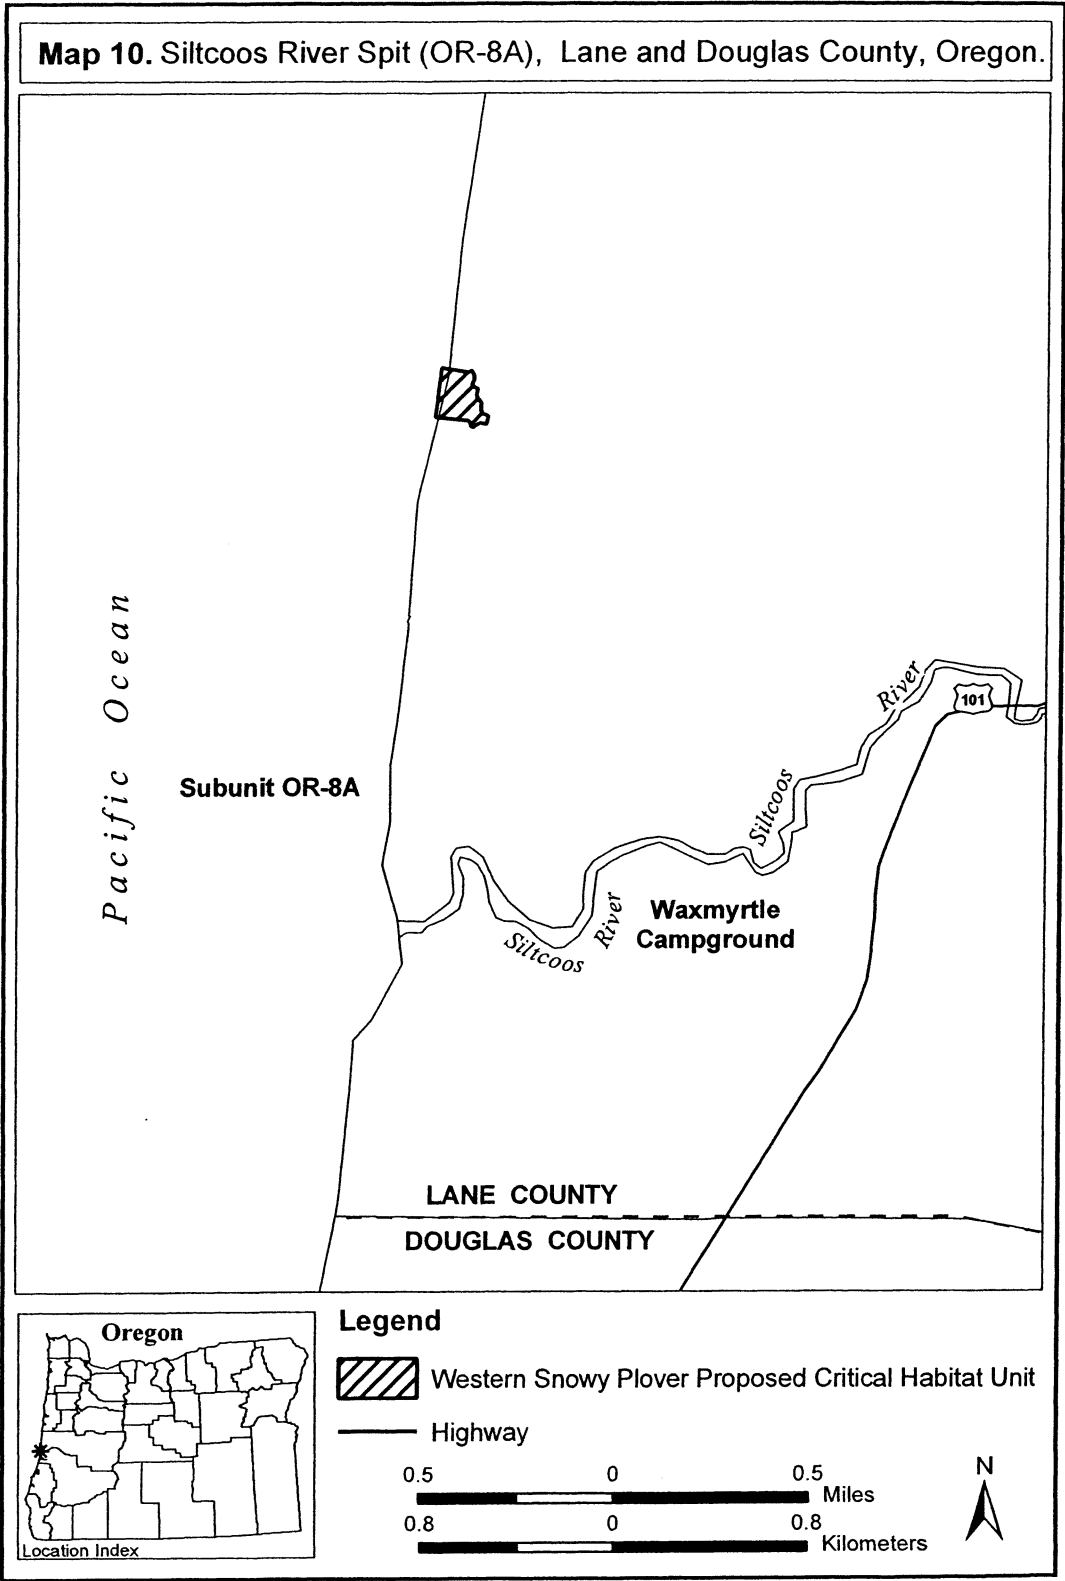 Map 10. Siltcoos River Spit (OR-8A), Lane and Douglas County, Oregon.
Pacific Ocean
Subunit OR-8A
River
101
Siltcoos
River
Siltcoos
Waxmyrtle
Campground
LANE COUNTY
DOUGLAS COUNTY
Oregon
Location Index
Legend
Western Snowy Plover Proposed Critical Habitat Unit
Highway
0.5 0 0.5
Miles
0.8 0 0.8
Kilometers
N